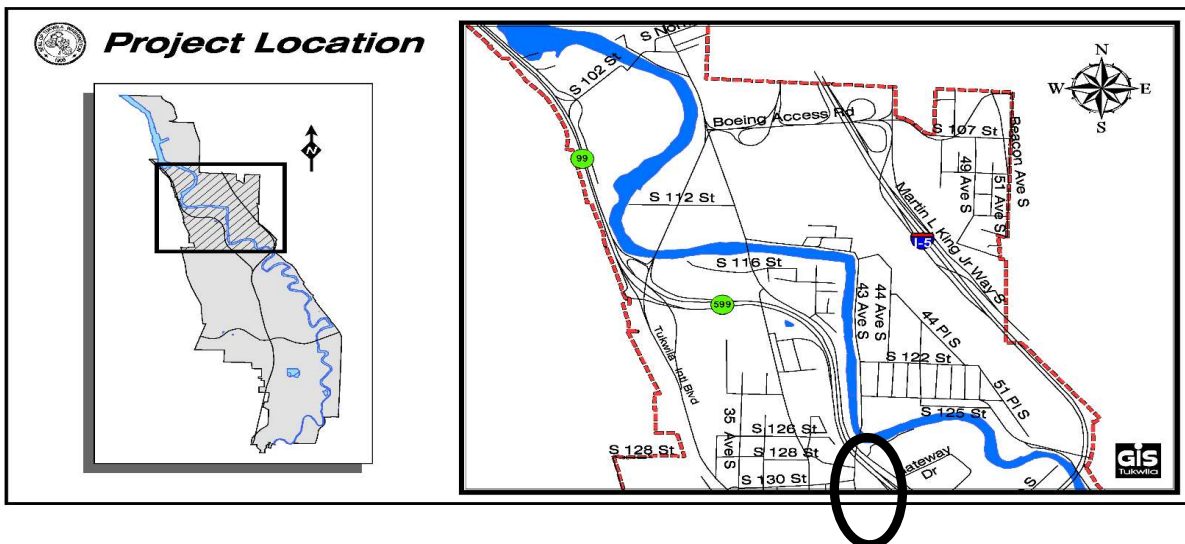 Project Location
N
N
W E
S
S 102 St
S Nor
Boeing Access Rd
S 107 St
Beacon Ave S
49 Ave S
51 Ave S
99
S 112 St
Martin L King Jr Way S
I-5
S 116 St
599
43 Ave S
44 Ave S
44 Pl S
Tukwila Intl Blvd
S 122 St
51 Pl S
S 125 St
35 Ave S
S 126 St
S 128 St
S 128 St
S 130 St
Gateway Dr
S
GIS
Tukwila